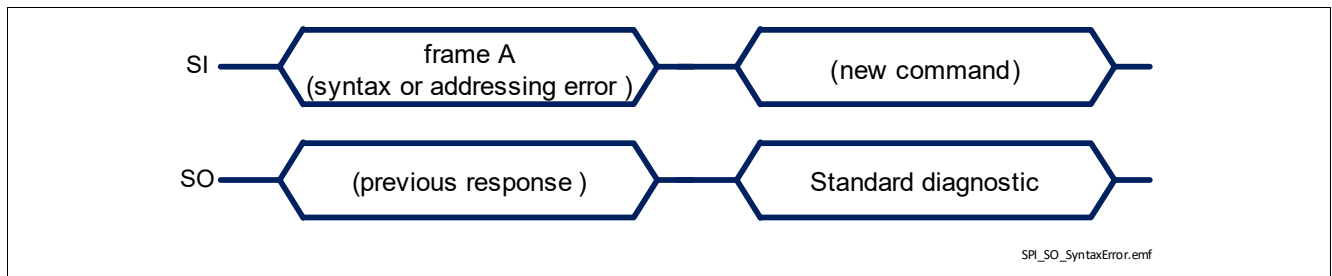 SI
frame A
(syntax or addressing error )
(new command)
SO
(previous response )
Standard diagnostic
SPI_SO_SyntaxError.emf